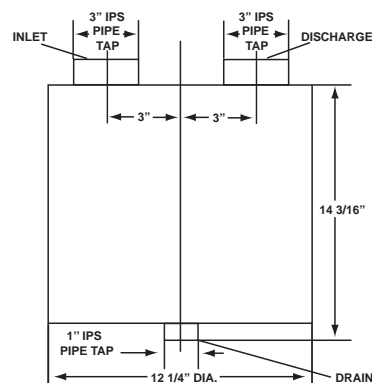 3” IPS
PIPE
TAP
3” IPS
PIPE
TAP
INLET
DISCHARGE
3”
3”
14 3/16”
1” IPS
PIPE TAP
12 1/4” DIA.
DRAIN